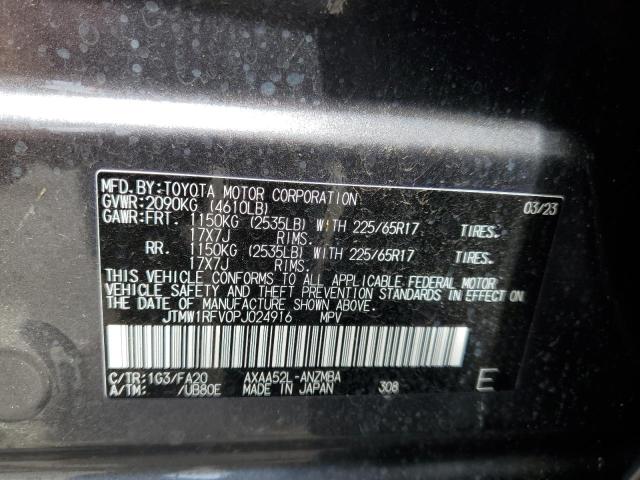 MFD.BY:TOYOTA MOTOR CORPORATION 03/23
GVWR:2090KG (4610LB)
GAWR:FRT. 1150KG (2535LB) WITH 225/65R17 TIRES.
17X7J RIMS.
RR. 1150KG (2535LB) WITH 225/65R17 TIRES.
17X7J RIMS.
THIS VEHICLE CONFORMS TO ALL APPLICABLE FEDERAL MOTOR
VEHICLE SAFETY AND THEFT PREVENTION STANDARDS IN EFFECT ON
THE DATE OF MANUFACTURE SHOWN ABOVE.
JTMW1RFV0PJ024916 MPV
C/TR:1G3/FA20 AXAA52L-ANZMBA 308 E
A/TM: /UB80E MADE IN JAPAN